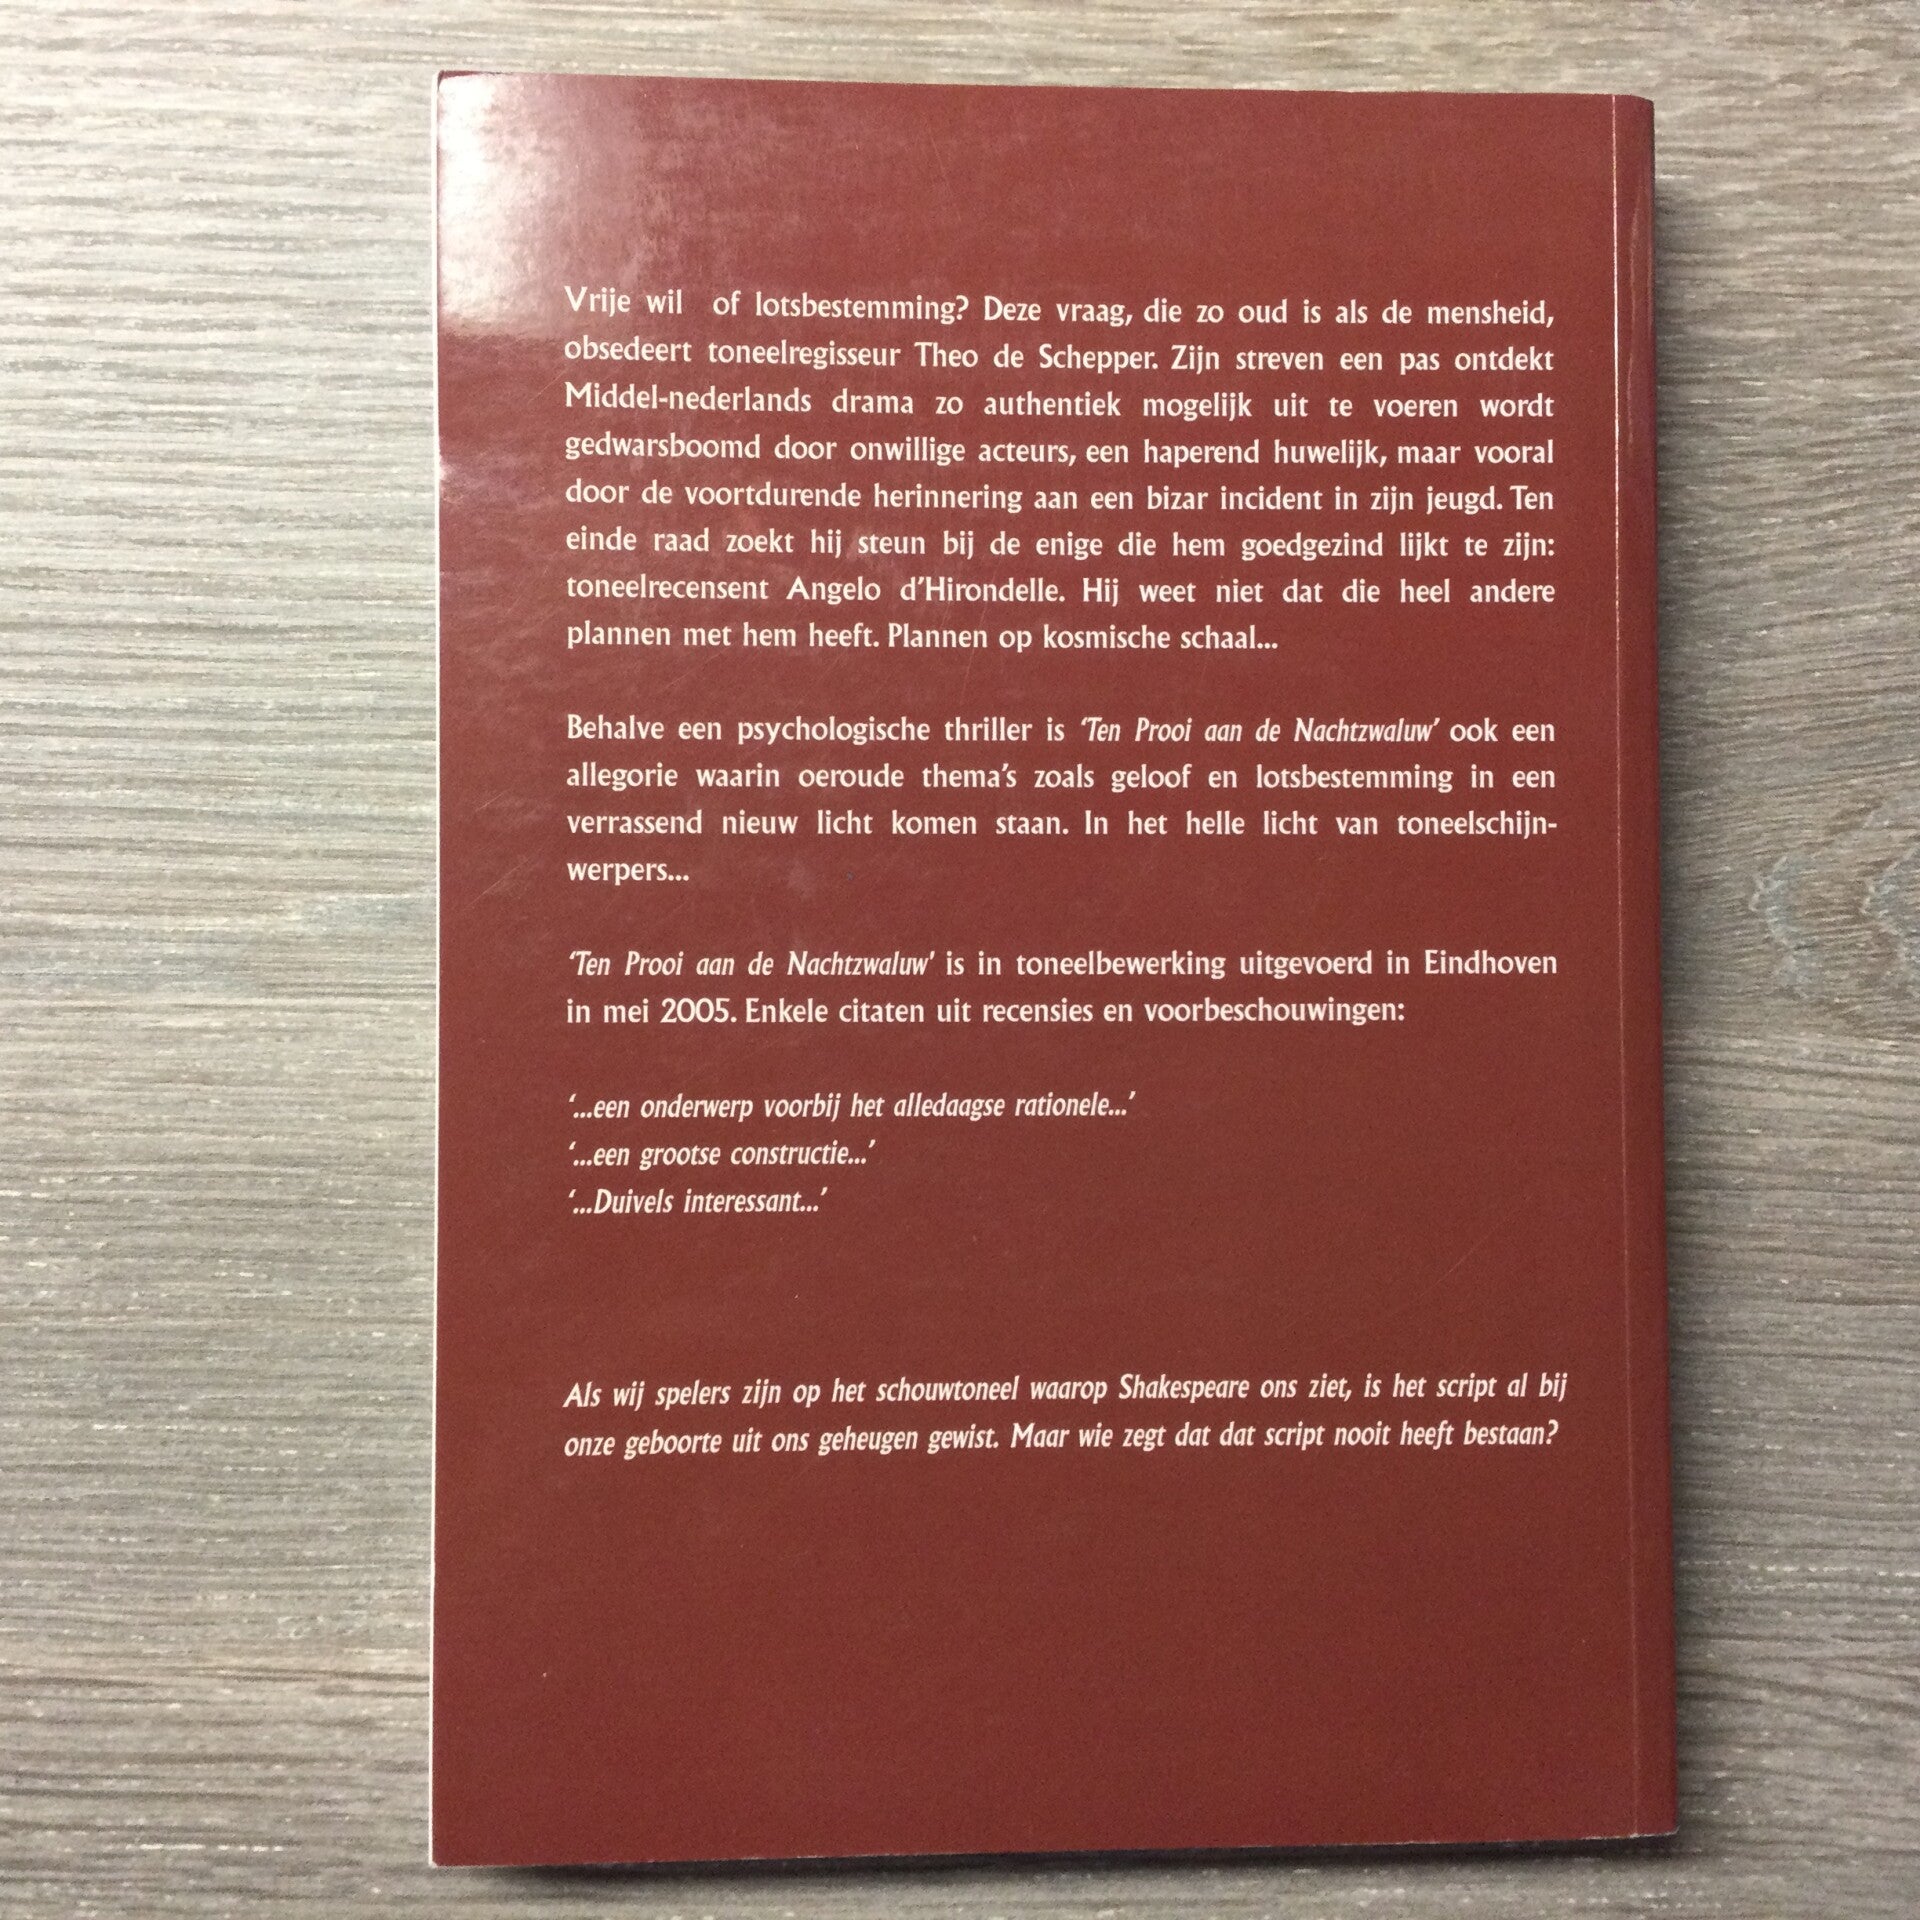 Vrije wil of lotsbestemming? Deze vraag, die zo oud is als de mensheid,
obsedeert toneelregisseur Theo de Schepper. Zijn streven een pas ontdekt
Middel-nederlands drama zo authentiek mogelijk uit te voeren wordt
gedwarsboomd door onwillige acteurs, een haperend huwelijk, maar vooral
door de voortdurende herinnering aan een bizar incident in zijn jeugd. Ten
einde raad zoekt hij steun bij de enige die hem goedgezind lijkt te zijn:
toneelrecensent Angelo d'Hirondelle. Hij weet niet dat die heel andere
plannen met hem heeft. Plannen op kosmische schaal...
Behalve een psychologische thriller is 'Ten Prooi aan de Nachtzwaluw' ook een
allegorie waarin oeroude thema's zoals geloof en lotsbestemming in een
verrassend nieuw licht komen staan. In het helle licht van toneelschijn-
werpers...
'Ten Prooi aan de Nachtzwaluw' is in toneelbewerking uitgevoerd in Eindhoven
in mei 2005. Enkele citaten uit recensies en voorbeschouwingen:
'...een onderwerp voorbij het alledaagse rationele...'
'...een grootse constructie...'
'...Duivels interessant...'
Als wij spelers zijn op het schouwtoneel waarop Shakespeare ons ziet, is het script al bij
onze geboorte uit ons geheugen gewist. Maar wie zegt dat dat script nooit heeft bestaan?